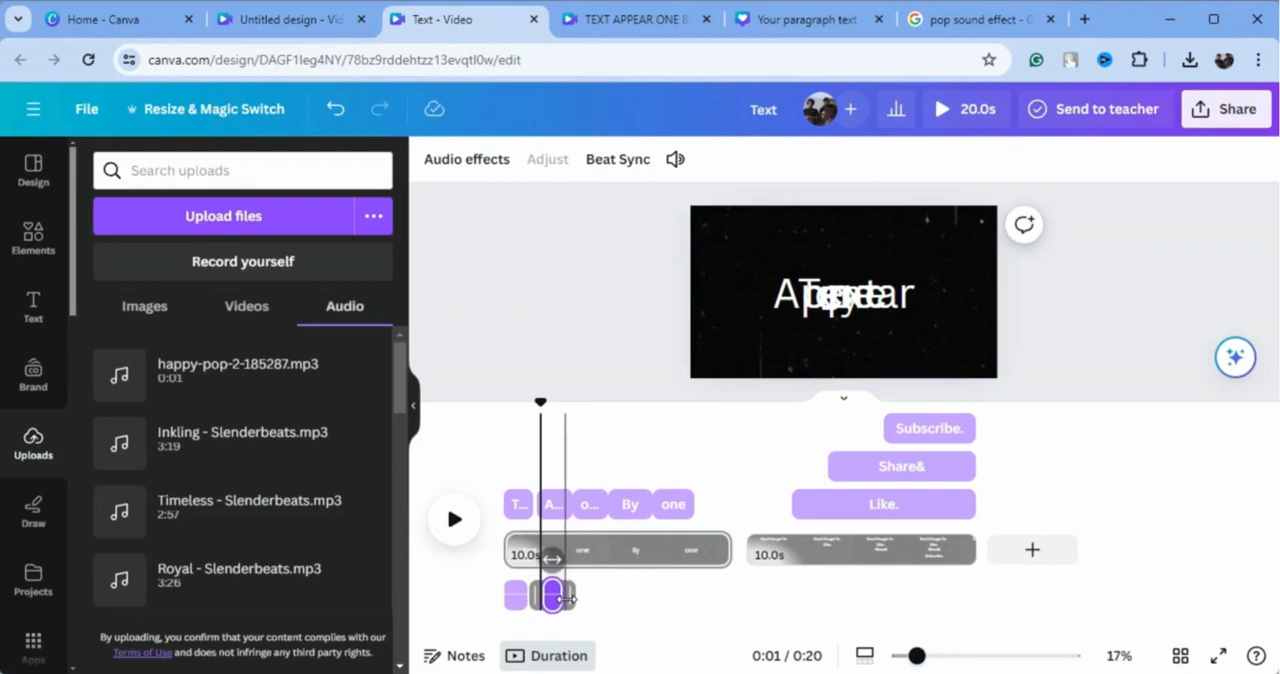 Home - Canva
Untitled design - Vid
Text - Video
TEXT APPEAR ONE B
Your paragraph text
pop sound effect - G
canva.com/design/DAGF1leg4NY/78bz9rddehtzz13evqtl0w/edit
File
Resize & Magic Switch
Text
20.0s
Send to teacher
Share
Design
Elements
Text
Brand
Uploads
Draw
Projects
Apps
Search uploads
Upload files
Record yourself
Images
Videos
Audio
happy-pop-2-185287.mp3
0:01
Inkling - Slenderbeats.mp3
3:19
Timeless - Slenderbeats.mp3
2:57
Royal - Slenderbeats.mp3
3:26
By uploading, you confirm that your content complies with our
Terms of Use and does not infringe any third party rights.
Audio effects
Adjust
Beat Sync
Subscribe.
Share&
T...
A...
o...
By
one
Like.
10.0s
one
By
one
10.0s
Notes
Duration
0:01 / 0:20
17%